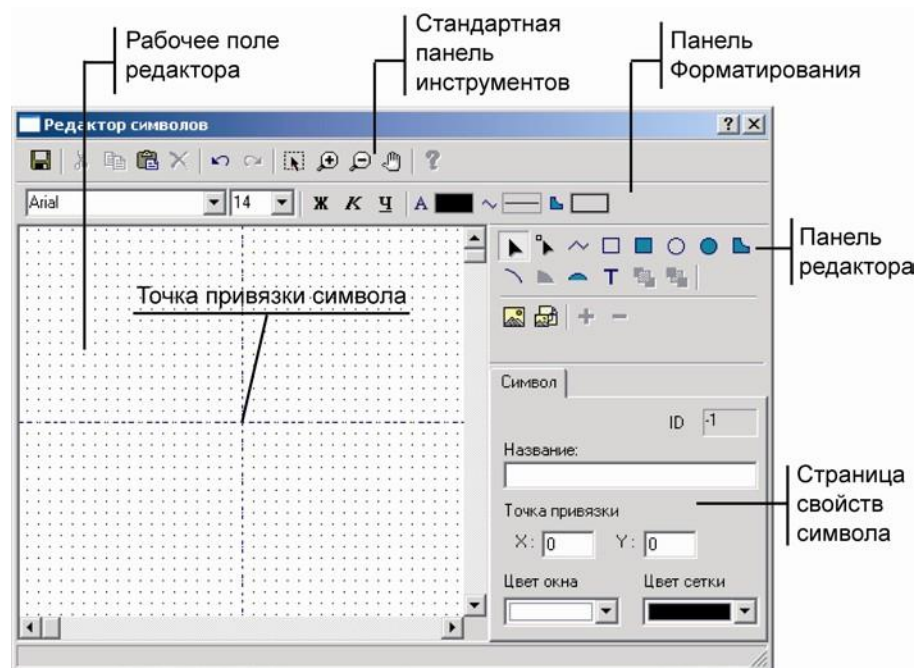 Рабочее поле
редактора
Стандартная
панель
инструментов
Панель
Форматирования
Редактор символов
Arial
14
Ж К Ч А
Панель
редактора
Т
Точка привязки символа
Символ
ID -1
Название:
Страница
свойств
символа
Точка привязки
X: 0 Y: 0
Цвет окна Цвет сетки